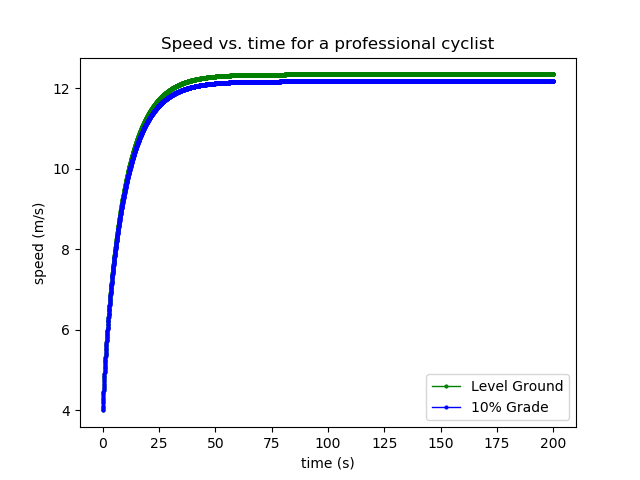 Speed vs. time for a professional cyclist
speed (m/s)
12
10
8
6
4
0 25 50 75 100 125 150 175 200
time (s)
Level Ground
10% Grade